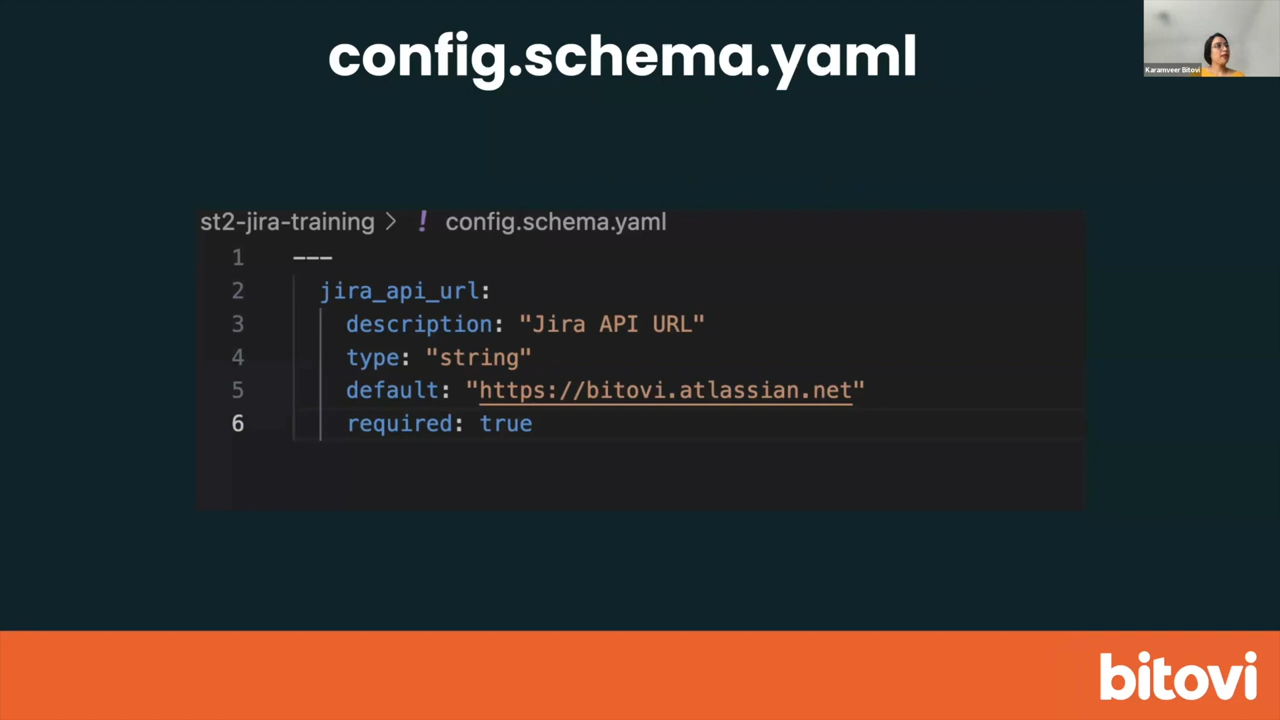 config.schema.yaml
Karamveer Bitovi
st2-jira-training > ! config.schema.yaml
1 ---
2 jira_api_url:
3 description: "Jira API URL"
4 type: "string"
5 default: "https://bitovi.atlassian.net"
6 required: true
bitovi